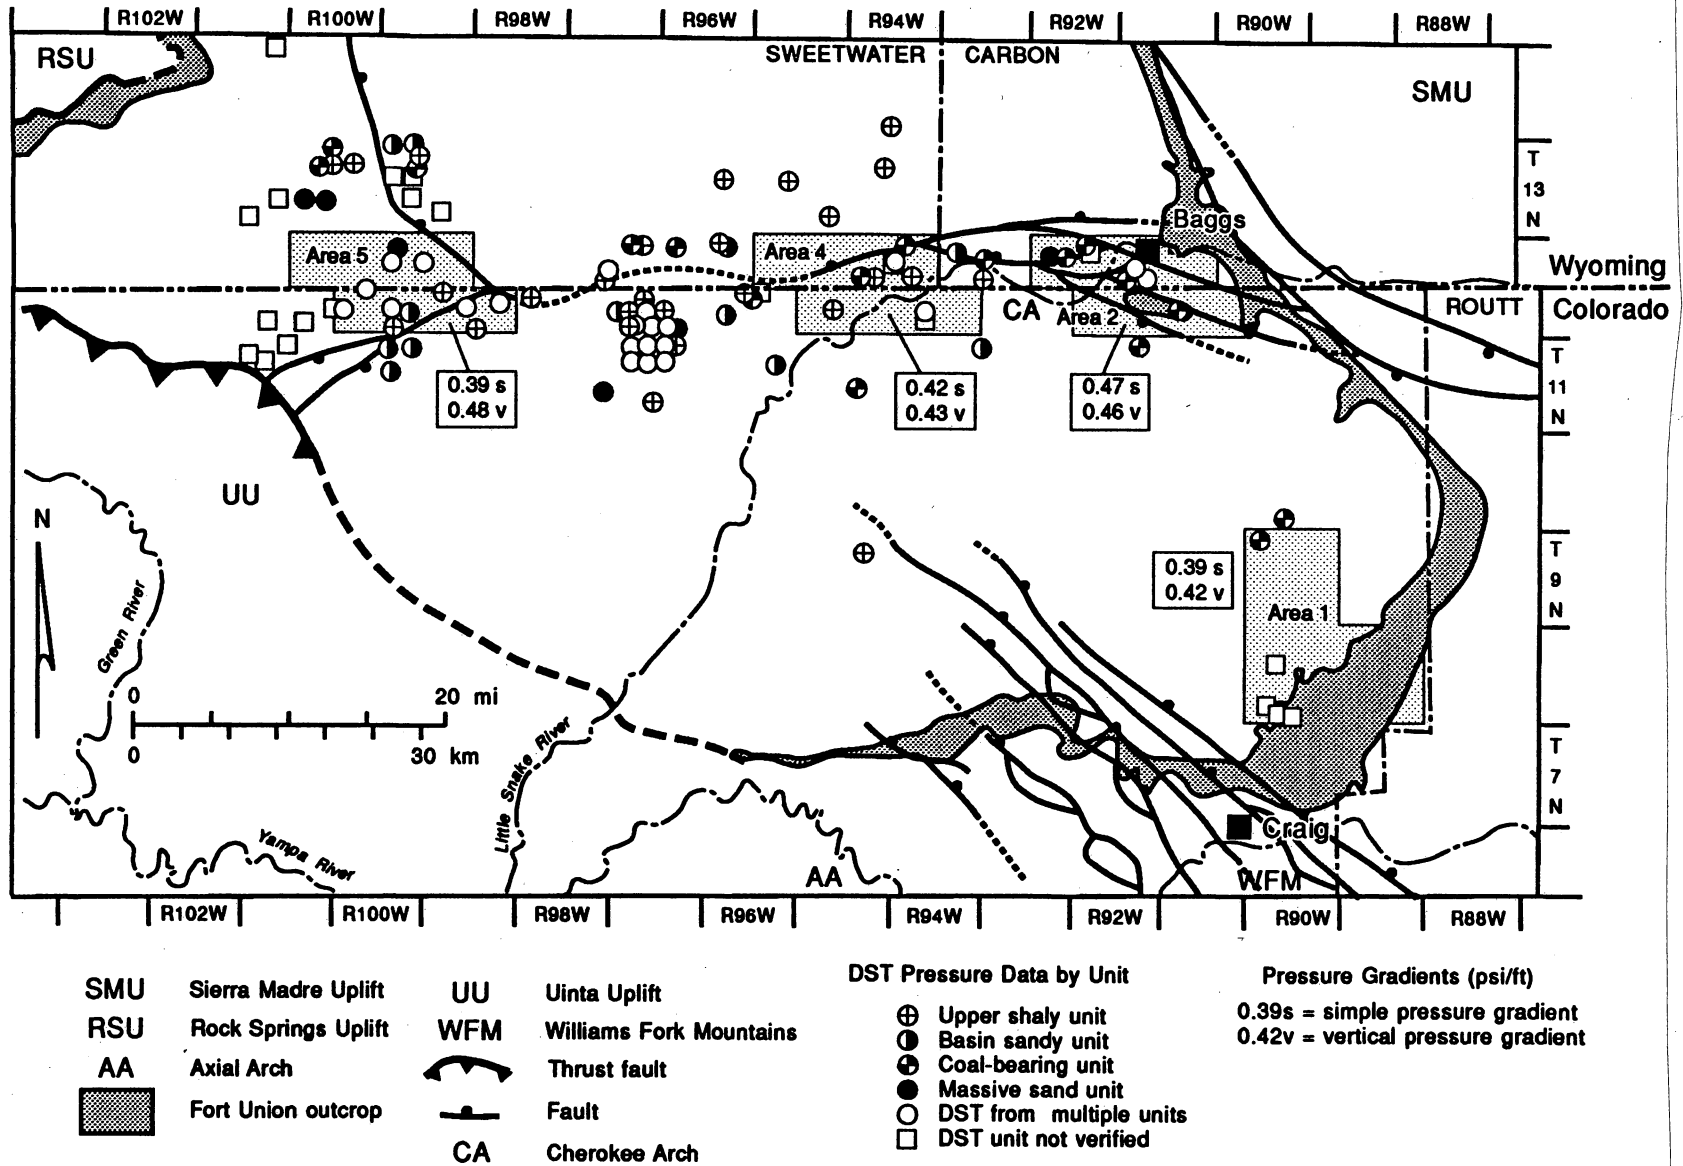 R102W R100W R98W R96W R94W R92W R90W R88W
RSU
SWEETWATER CARBON
SMU
T
13
N
Baggs
Area 5
Area 4
Wyoming
CA
Area 2
ROUTT
Colorado
T
11
N
0.39 s
0.48 v
0.42 s
0.43 v
0.47 s
0.46 v
UU
N
0.39 s
0.42 v
T
9
N
Area 1
Green River
0 20 mi
0 30 km
Little Snake River
T
7
N
Yampa River
Craig
AA
WFM
R102W R100W R98W R96W R94W R92W R90W R88W
SMU Sierra Madre Uplift
RSU Rock Springs Uplift
AA Axial Arch
Fort Union outcrop
UU Uinta Uplift
WFM Williams Fork Mountains
Thrust fault
Fault
CA Cherokee Arch
DST Pressure Data by Unit
Upper shaly unit
Basin sandy unit
Coal-bearing unit
Massive sand unit
DST from multiple units
DST unit not verified
Pressure Gradients (psi/ft)
0.39s = simple pressure gradient
0.42v = vertical pressure gradient